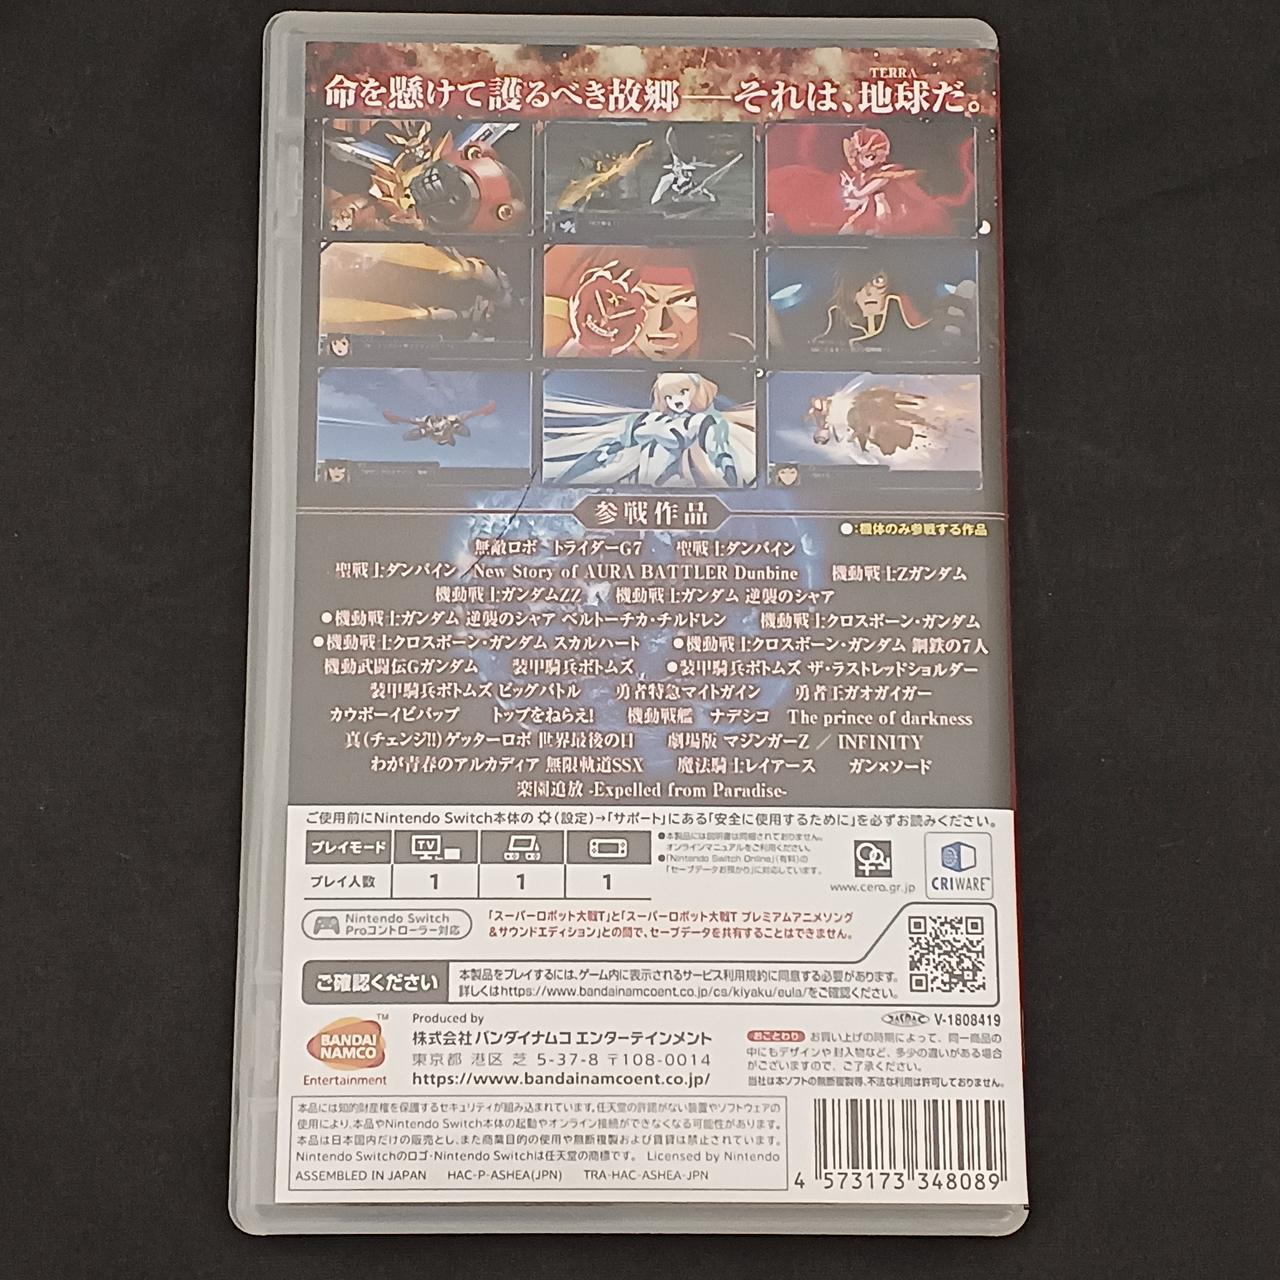 TERRA
命を懸けて護るべき故郷――それは、地球だ。
参戦作品
●:機体のみ参戦する作品
無敵ロボ トライダーG7 聖戦士ダンバイン
聖戦士ダンバイン New Story of AURA BATTLER Dunbine 機動戦士Zガンダム
機動戦士ガンダムZZ 機動戦士ガンダム 逆襲のシャア
●機動戦士ガンダム 逆襲のシャア ベルトーチカ・チルドレン 機動戦士クロスボーン・ガンダム
●機動戦士クロスボーン・ガンダム スカルハート ●機動戦士クロスボーン・ガンダム 鋼鉄の7人
機動武闘伝Gガンダム 装甲騎兵ボトムズ ●装甲騎兵ボトムズ ザ・ラストレッドショルダー
装甲騎兵ボトムズ ビッグバトル 勇者特急マイトガイン 勇者王ガオガイガー
カウボーイビバップ トップをねらえ! 機動戦艦 ナデシコ The prince of darkness
真(チェンジ!!)ゲッターロボ 世界最後の日 劇場版 マジンガーZ / INFINITY
わが青春のアルカディア 無限軌道SSX 魔法騎士レイアース ガン×ソード
楽園追放 -Expelled from Paradise-
ご使用前にNintendo Switch本体の(設定)→「サポート」にある「安全に使用するために」を必ずお読みください。
プレイモード TV
プレイ人数 1 1 1
●本製品には説明書は同梱されておりません。
オンラインマニュアルをご利用ください。
●「Nintendo Switch Online」(有料)の
「セーブデータお預かり」に対応しています。
www.cero.gr.jp
CRIWARE™
Nintendo Switch
Proコントローラー対応
「スーパーロボット大戦T」と「スーパーロボット大戦T プレミアムアニメソング
&サウンドエディション」との間で、セーブデータを共有することはできません。
ご確認ください
本製品をプレイするには、ゲーム内に表示されるサービス利用規約に同意する必要があります。
詳しくはhttps://www.bandainamcoent.co.jp/cs/kiyaku/eula/をご確認ください。
BANDAI
NAMCO
TM
Entertainment
Produced by
株式会社バンダイナムコエンターテインメント
東京都 港区 芝 5-37-8 〒108-0014
https://www.bandainamcoent.co.jp/
JASRAC V-1808419
おことわり お買い上げの時期によって、同一商品の
中にもデザインや封入物など、多少の違いがある場合
がございますので、ご了承ください。
当社は本ソフトの無断複製等、不法な利用は許可しておりません。
本品には知的財産権を保護するセキュリティが組み込まれています。任天堂の許諾がない装置やソフトウェアの
使用により、本品やNintendo Switch本体の起動やオンライン接続ができなくなる可能性があります。
本品は日本国内だけの販売とし、また商業目的の使用や無断複製および賃貸は禁止されています。
Nintendo Switchのロゴ・Nintendo Switchは任天堂の商標です。 Licensed by Nintendo
ASSEMBLED IN JAPAN HAC-P-ASHEA(JPN) TRA-HAC-ASHEA-JPN
4 573173 348089